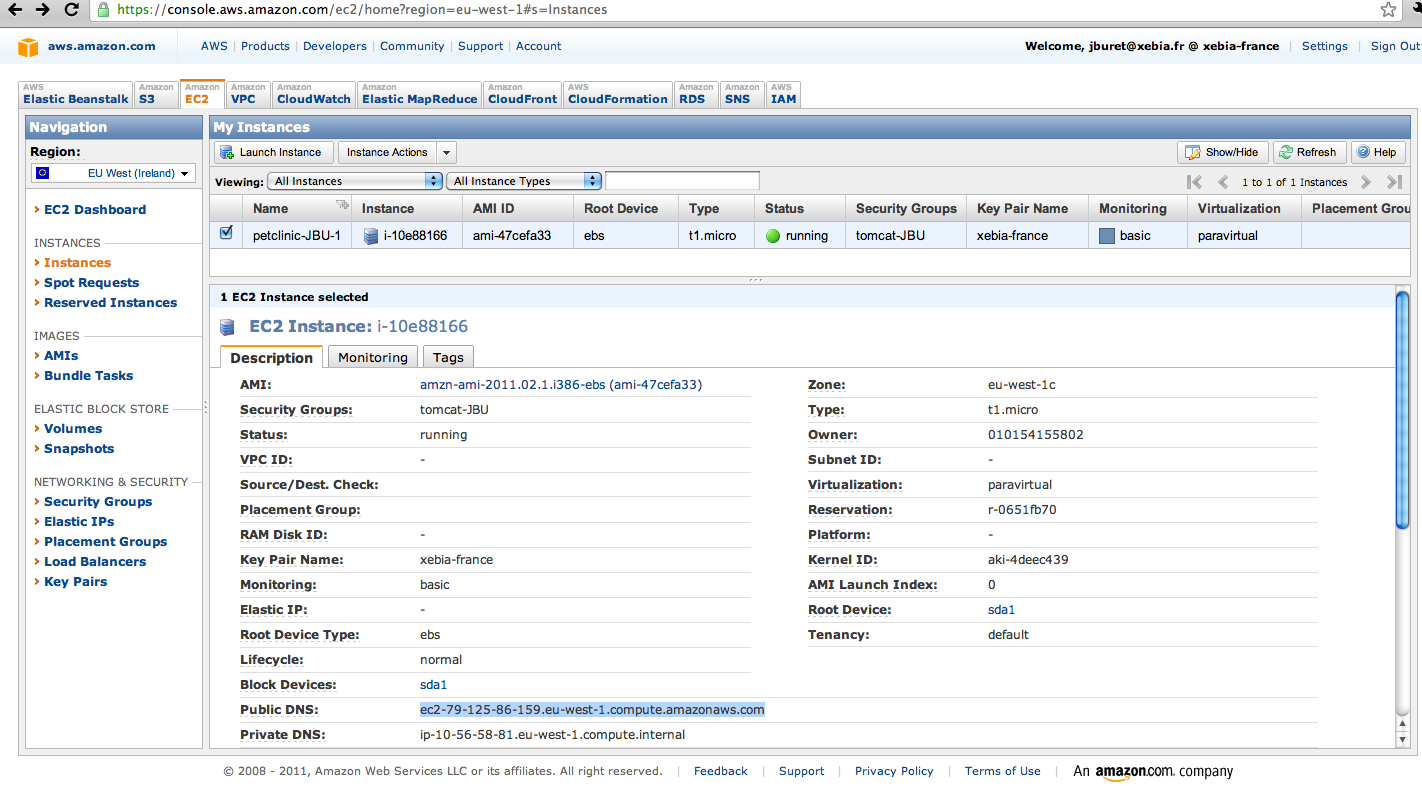 https://console.aws.amazon.com/ec2/home?region=eu-west-1#s=Instances
aws.amazon.com AWS | Products | Developers | Community | Support | Account Welcome, jburet@xebia.fr @ xebia-france | Settings | Sign Out
AWS Elastic Beanstalk
Amazon S3
Amazon EC2
Amazon VPC
Amazon CloudWatch
Amazon Elastic MapReduce
Amazon CloudFront
AWS CloudFormation
Amazon RDS
Amazon SNS
AWS IAM
Navigation
Region:
EU West (Ireland)
EC2 Dashboard
INSTANCES
Instances
Spot Requests
Reserved Instances
IMAGES
AMIs
Bundle Tasks
ELASTIC BLOCK STORE
Volumes
Snapshots
NETWORKING & SECURITY
Security Groups
Elastic IPs
Placement Groups
Load Balancers
Key Pairs
My Instances
Launch Instance Instance Actions Show/Hide Refresh Help
Viewing: All Instances All Instance Types 1 to 1 of 1 Instances
Name Instance AMI ID Root Device Type Status Security Groups Key Pair Name Monitoring Virtualization Placement Grou
petclinic-JBU-1 i-10e88166 ami-47cefa33 ebs t1.micro running tomcat-JBU xebia-france basic paravirtual
1 EC2 Instance selected
EC2 Instance: i-10e88166
Description Monitoring Tags
AMI: amzn-ami-2011.02.1.i386-ebs (ami-47cefa33) Zone: eu-west-1c
Security Groups: tomcat-JBU Type: t1.micro
Status: running Owner: 010154155802
VPC ID: - Subnet ID: -
Source/Dest. Check: Virtualization: paravirtual
Placement Group: Reservation: r-0651fb70
RAM Disk ID: - Platform: -
Key Pair Name: xebia-france Kernel ID: aki-4deec439
Monitoring: basic AMI Launch Index: 0
Elastic IP: - Root Device: sda1
Root Device Type: ebs Tenancy: default
Lifecycle: normal
Block Devices: sda1
Public DNS: ec2-79-125-86-159.eu-west-1.compute.amazonaws.com
Private DNS: ip-10-56-58-81.eu-west-1.compute.internal
© 2008 - 2011, Amazon Web Services LLC or its affiliates. All right reserved. | Feedback | Support | Privacy Policy | Terms of Use | An amazon.com. company